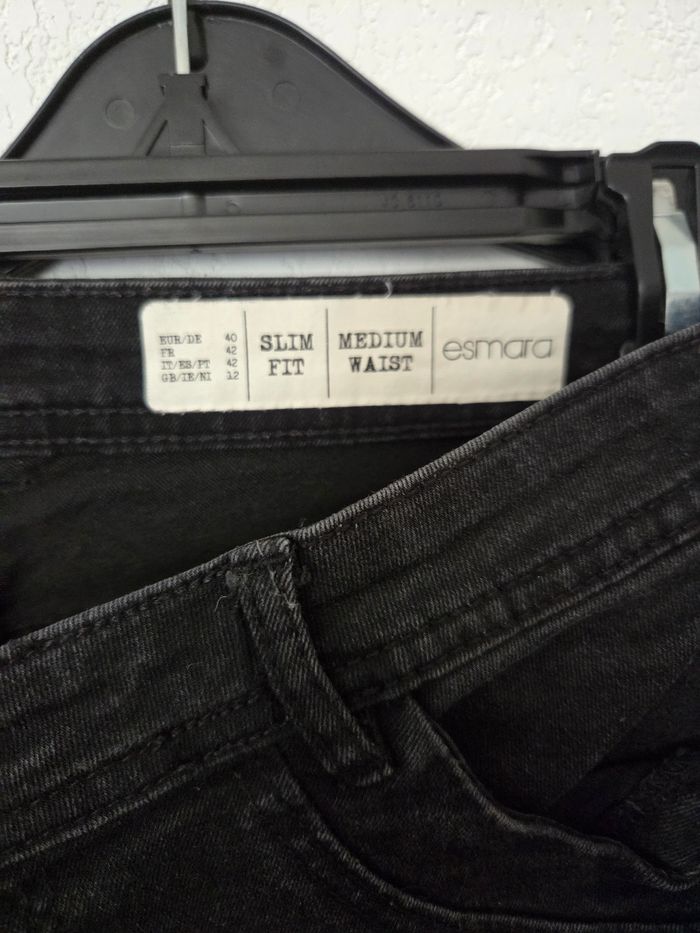 EUR/DE 40
FR 42
IT/ES/PT 42
GB/IE/NI 12
SLIM
FIT
MEDIUM
WAIST
esmara